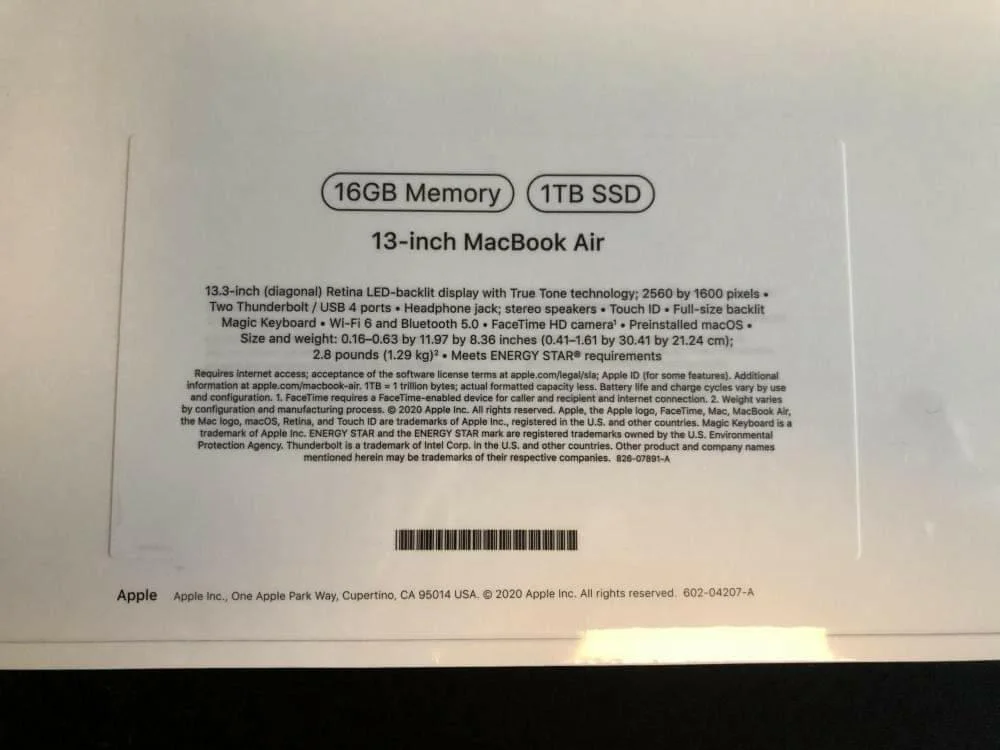 16GB Memory 1TB SSD
13-inch MacBook Air
13.3-inch (diagonal) Retina LED-backlit display with True Tone technology; 2560 by 1600 pixels •
Two Thunderbolt / USB 4 ports • Headphone jack; stereo speakers • Touch ID • Full-size backlit
Magic Keyboard • Wi-Fi 6 and Bluetooth 5.0 • FaceTime HD camera¹ • Preinstalled macOS •
Size and weight: 0.16–0.63 by 11.97 by 8.36 inches (0.41–1.61 by 30.41 by 21.24 cm);
2.8 pounds (1.29 kg)² • Meets ENERGY STAR® requirements
Requires internet access; acceptance of the software license terms at apple.com/legal/sla; Apple ID (for some features). Additional
information at apple.com/macbook-air. 1TB = 1 trillion bytes; actual formatted capacity less. Battery life and charge cycles vary by use
and configuration. 1. FaceTime requires a FaceTime-enabled device for caller and recipient and internet connection. 2. Weight varies
by configuration and manufacturing process. © 2020 Apple Inc. All rights reserved. Apple, the Apple logo, FaceTime, Mac, MacBook Air,
the Mac logo, macOS, Retina, and Touch ID are trademarks of Apple Inc., registered in the U.S. and other countries. Magic Keyboard is a
trademark of Apple Inc. ENERGY STAR and the ENERGY STAR mark are registered trademarks owned by the U.S. Environmental
Protection Agency. Thunderbolt is a trademark of Intel Corp. in the U.S. and other countries. Other product and company names
mentioned herein may be trademarks of their respective companies. 826-07891-A
Apple Apple Inc., One Apple Park Way, Cupertino, CA 95014 USA. © 2020 Apple Inc. All rights reserved. 602-04207-A